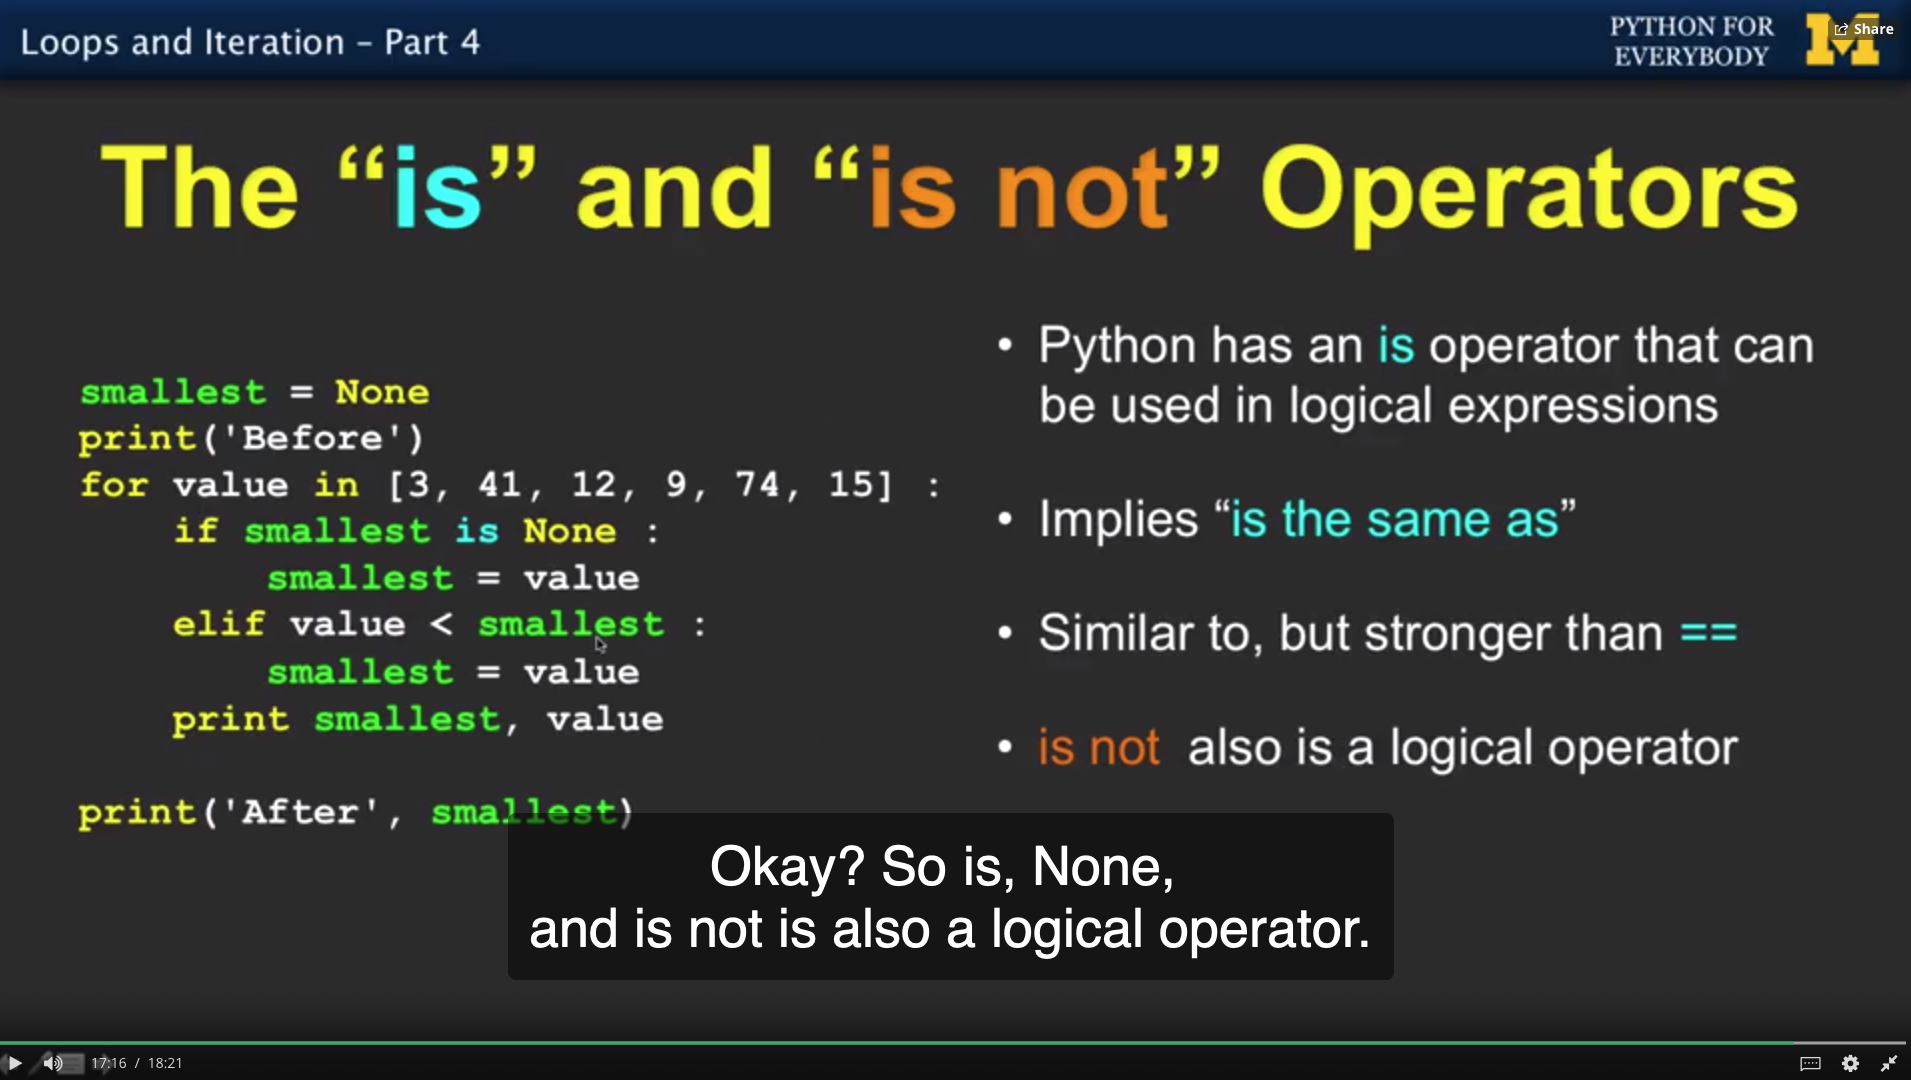 Loops and Iteration – Part 4
PYTHON FOR
EVERYBODY
Share
The “is” and “is not” Operators
smallest = None
print('Before')
for value in [3, 41, 12, 9, 74, 15] :
    if smallest is None :
        smallest = value
    elif value < smallest :
        smallest = value
    print smallest, value
print('After', smallest)
• Python has an is operator that can
be used in logical expressions
• Implies “is the same as”
• Similar to, but stronger than ==
• is not also is a logical operator
Okay? So is, None,
and is not is also a logical operator.
17:16 / 18:21